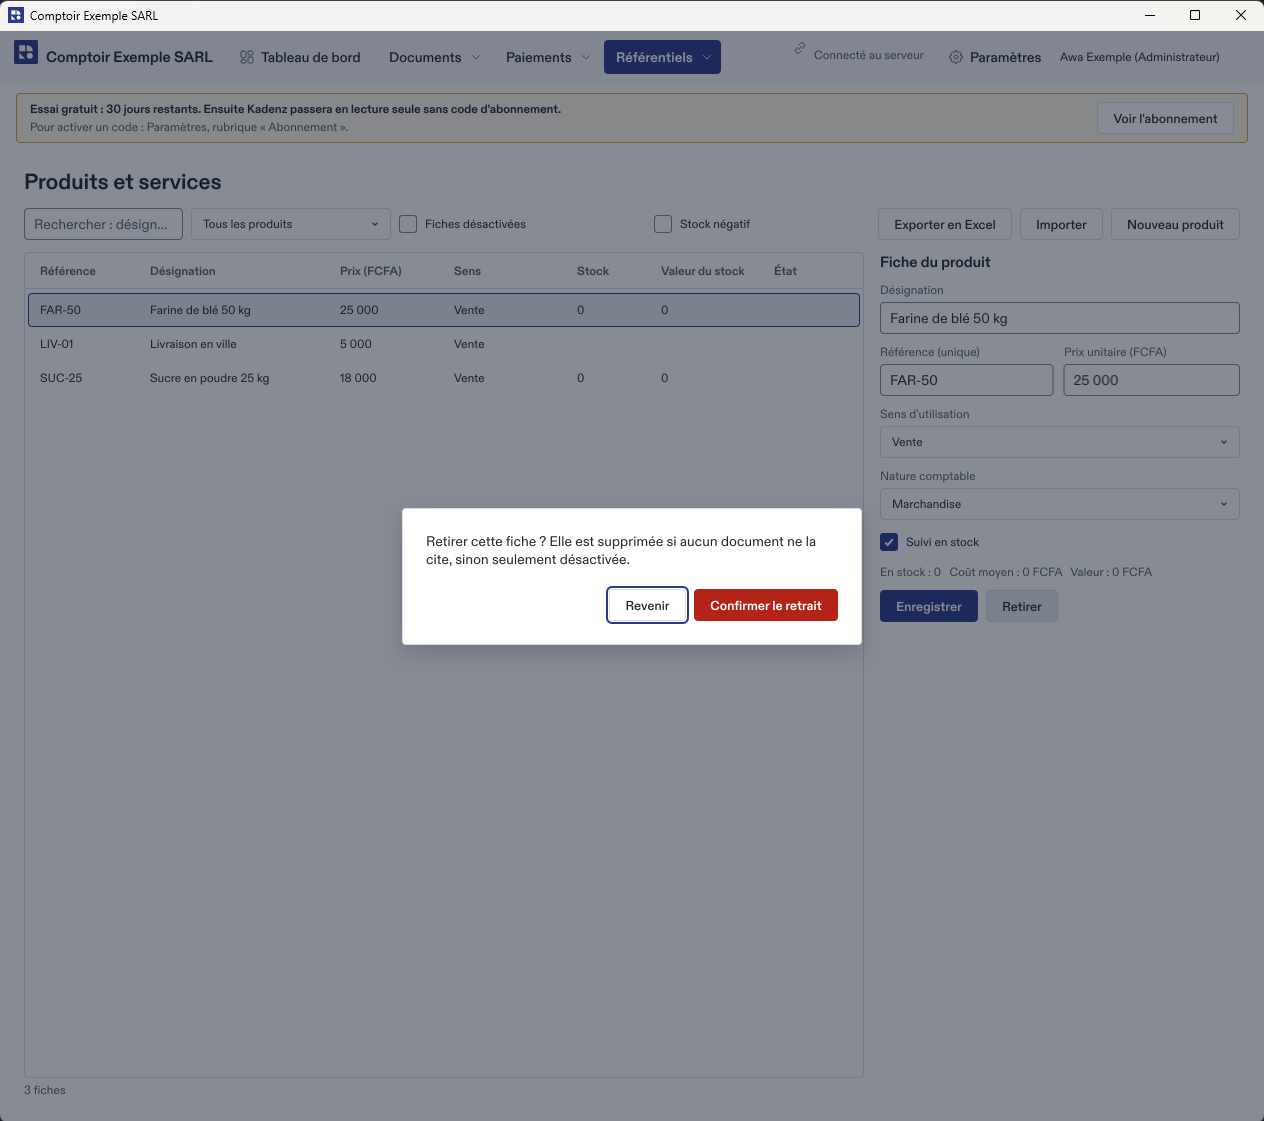 Comptoir Exemple SARL
Comptoir Exemple SARL
Tableau de bord
Documents
Paiements
Référentiels
Connecté au serveur
Paramètres
Awa Exemple (Administrateur)
Essai gratuit : 30 jours restants. Ensuite Kadenz passera en lecture seule sans code d'abonnement.
Pour activer un code : Paramètres, rubrique « Abonnement ».
Voir l'abonnement
Produits et services
Rechercher : désign...
Tous les produits
Fiches désactivées
Stock négatif
Exporter en Excel
Importer
Nouveau produit
Référence Désignation Prix (FCFA) Sens Stock Valeur du stock État
FAR-50 Farine de blé 50 kg 25 000 Vente 0 0
LIV-01 Livraison en ville 5 000 Vente
SUC-25 Sucre en poudre 25 kg 18 000 Vente 0 0
Fiche du produit
Désignation
Farine de blé 50 kg
Référence (unique) Prix unitaire (FCFA)
FAR-50 25 000
Sens d'utilisation
Vente
Nature comptable
Marchandise
Suivi en stock
En stock : 0 Coût moyen : 0 FCFA Valeur : 0 FCFA
Enregistrer Retirer
Retirer cette fiche ? Elle est supprimée si aucun document ne la
cite, sinon seulement désactivée.
Revenir Confirmer le retrait
3 fiches